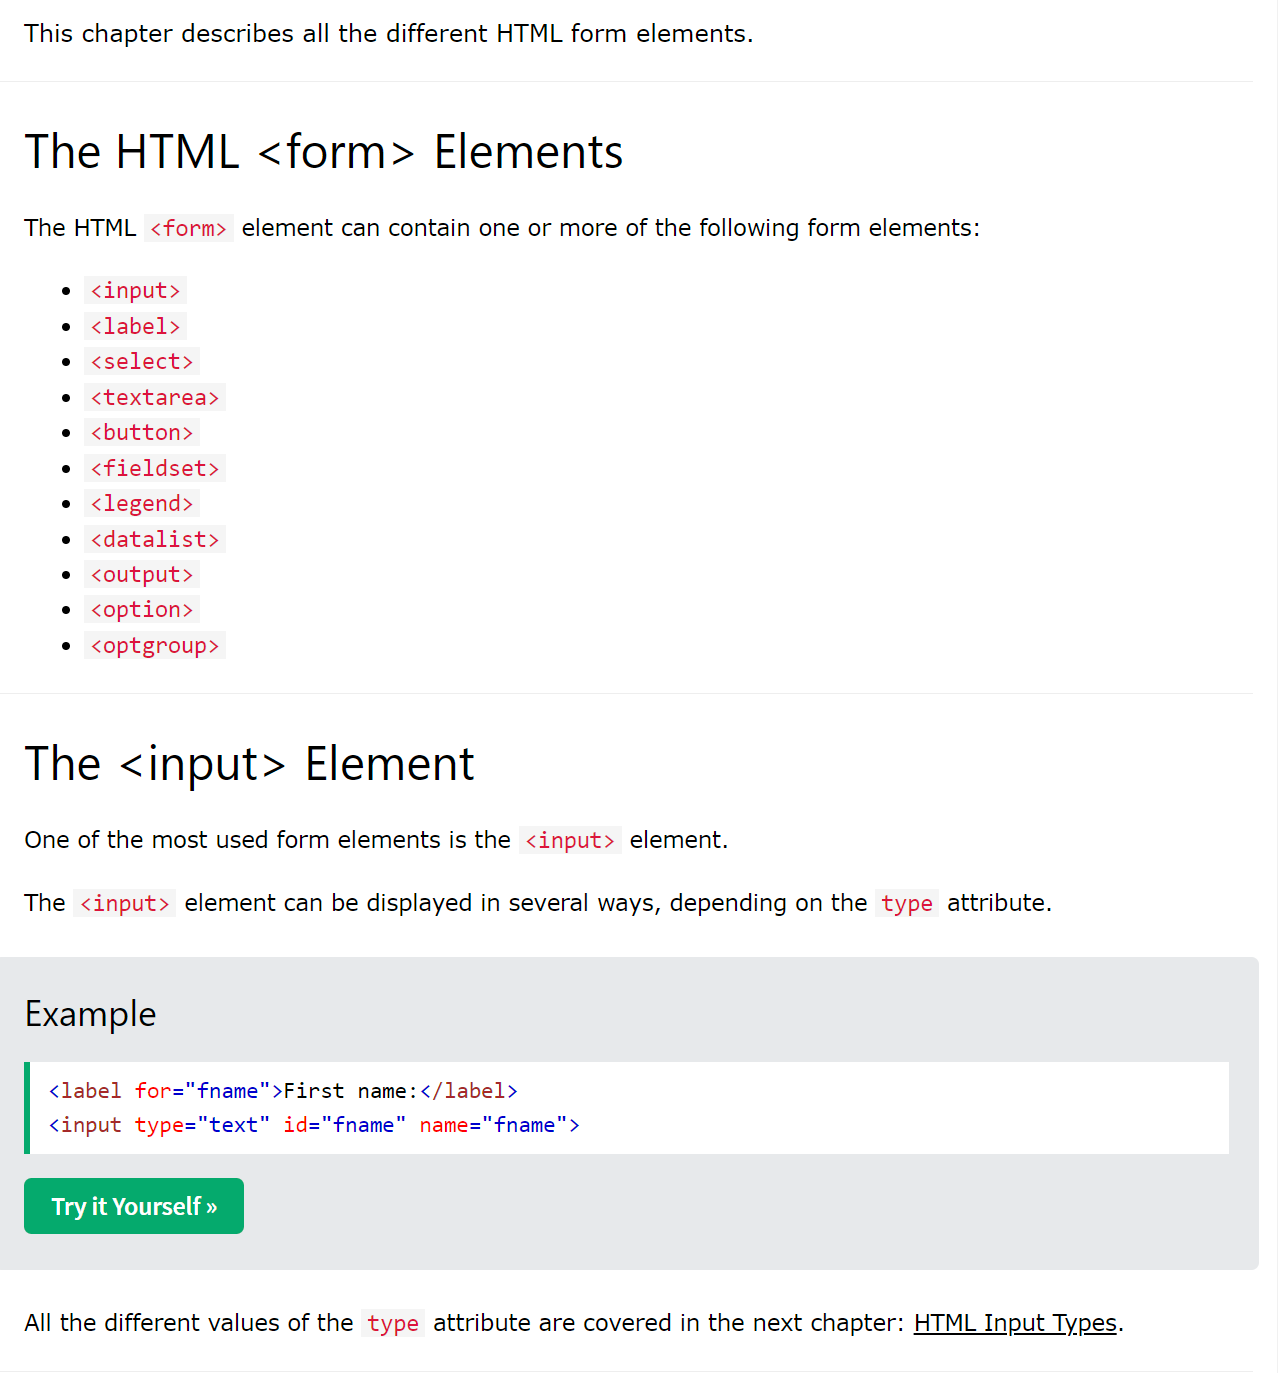 This chapter describes all the different HTML form elements.
The HTML <form> Elements
The HTML <form> element can contain one or more of the following form elements:
<input>
<label>
<select>
<textarea>
<button>
<fieldset>
<legend>
<datalist>
<output>
<option>
<optgroup>
The <input> Element
One of the most used form elements is the <input> element.
The <input> element can be displayed in several ways, depending on the type attribute.
Example
<label for="fname">First name:</label>
<input type="text" id="fname" name="fname">
Try it Yourself »
All the different values of the type attribute are covered in the next chapter: HTML Input Types.